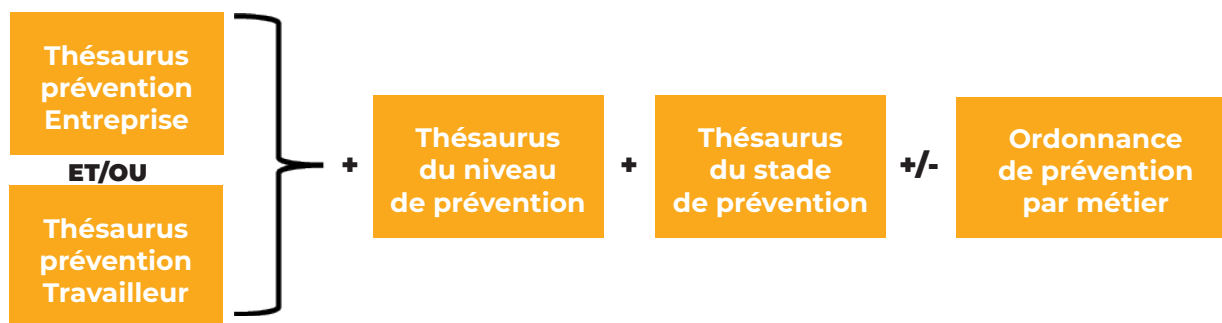 Thésaurus
prévention
Entreprise
ET/OU
Thésaurus
prévention
Travailleur
+
Thésaurus
du niveau
de prévention
+
Thésaurus
du stade
de prévention
+/-
Ordonnance
de prévention
par métier